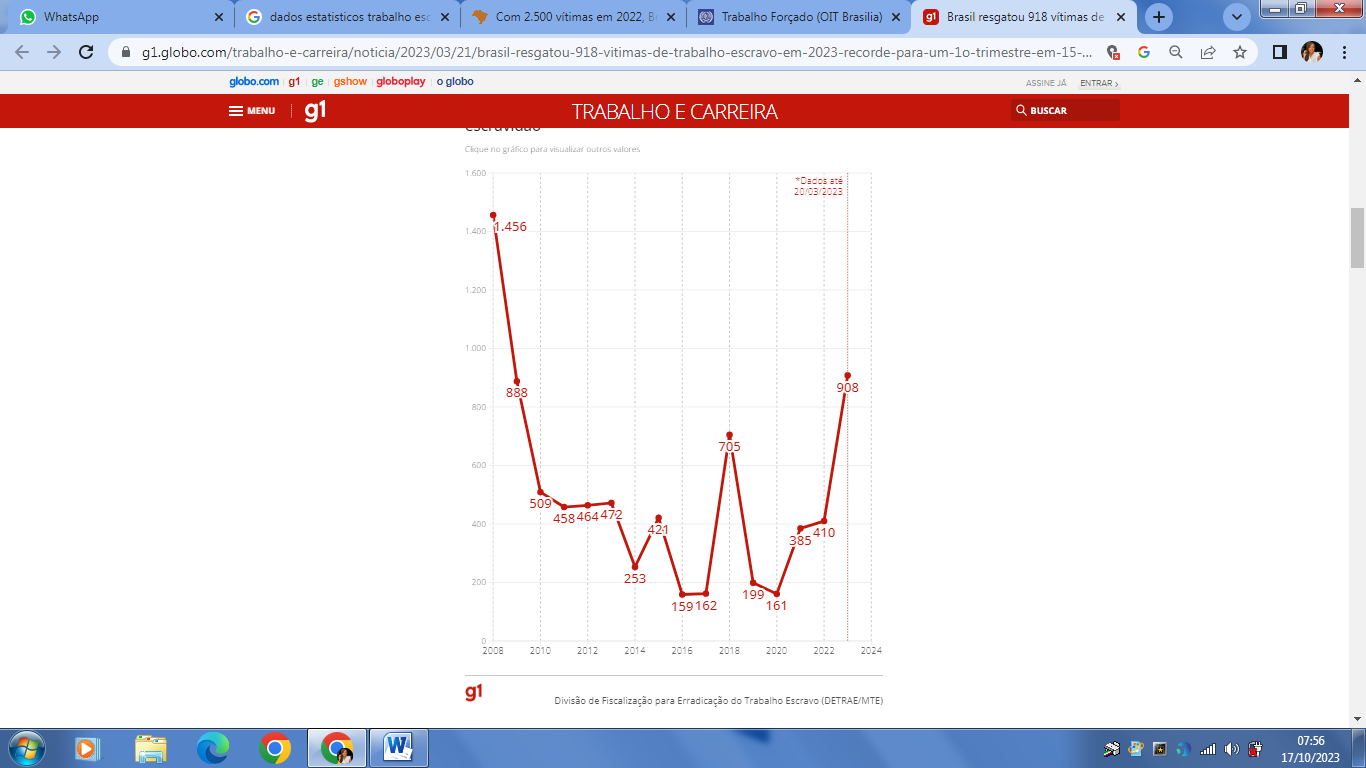 WhatsApp
dados estatisticos trabalho esc
Com 2.500 vítimas em 2022, B
Trabalho Forçado (OIT Brasilia)
Brasil resgatou 918 vítimas de
g1.globo.com/trabalho-e-carreira/noticia/2023/03/21/brasil-resgatou-918-vitimas-de-trabalho-escravo-em-2023-recorde-para-um-1o-trimestre-em-15-...
globo.com g1 ge gshow globoplay o globo
ASSINE JÁ ENTRAR ›
MENU g1 TRABALHO E CARREIRA BUSCAR
escravidão
Clique no gráfico para visualizar outros valores
*Dados até
20/03/2023
1.600
1.400
1.200
1.000
800
600
400
200
0
1.456
888
509
458
464
472
253
421
159
162
705
199
161
385
410
908
2008 2010 2012 2014 2016 2018 2020 2022 2024
g1
Divisão de Fiscalização para Erradicação do Trabalho Escravo (DETRAE/MTE)
07:56
17/10/2023